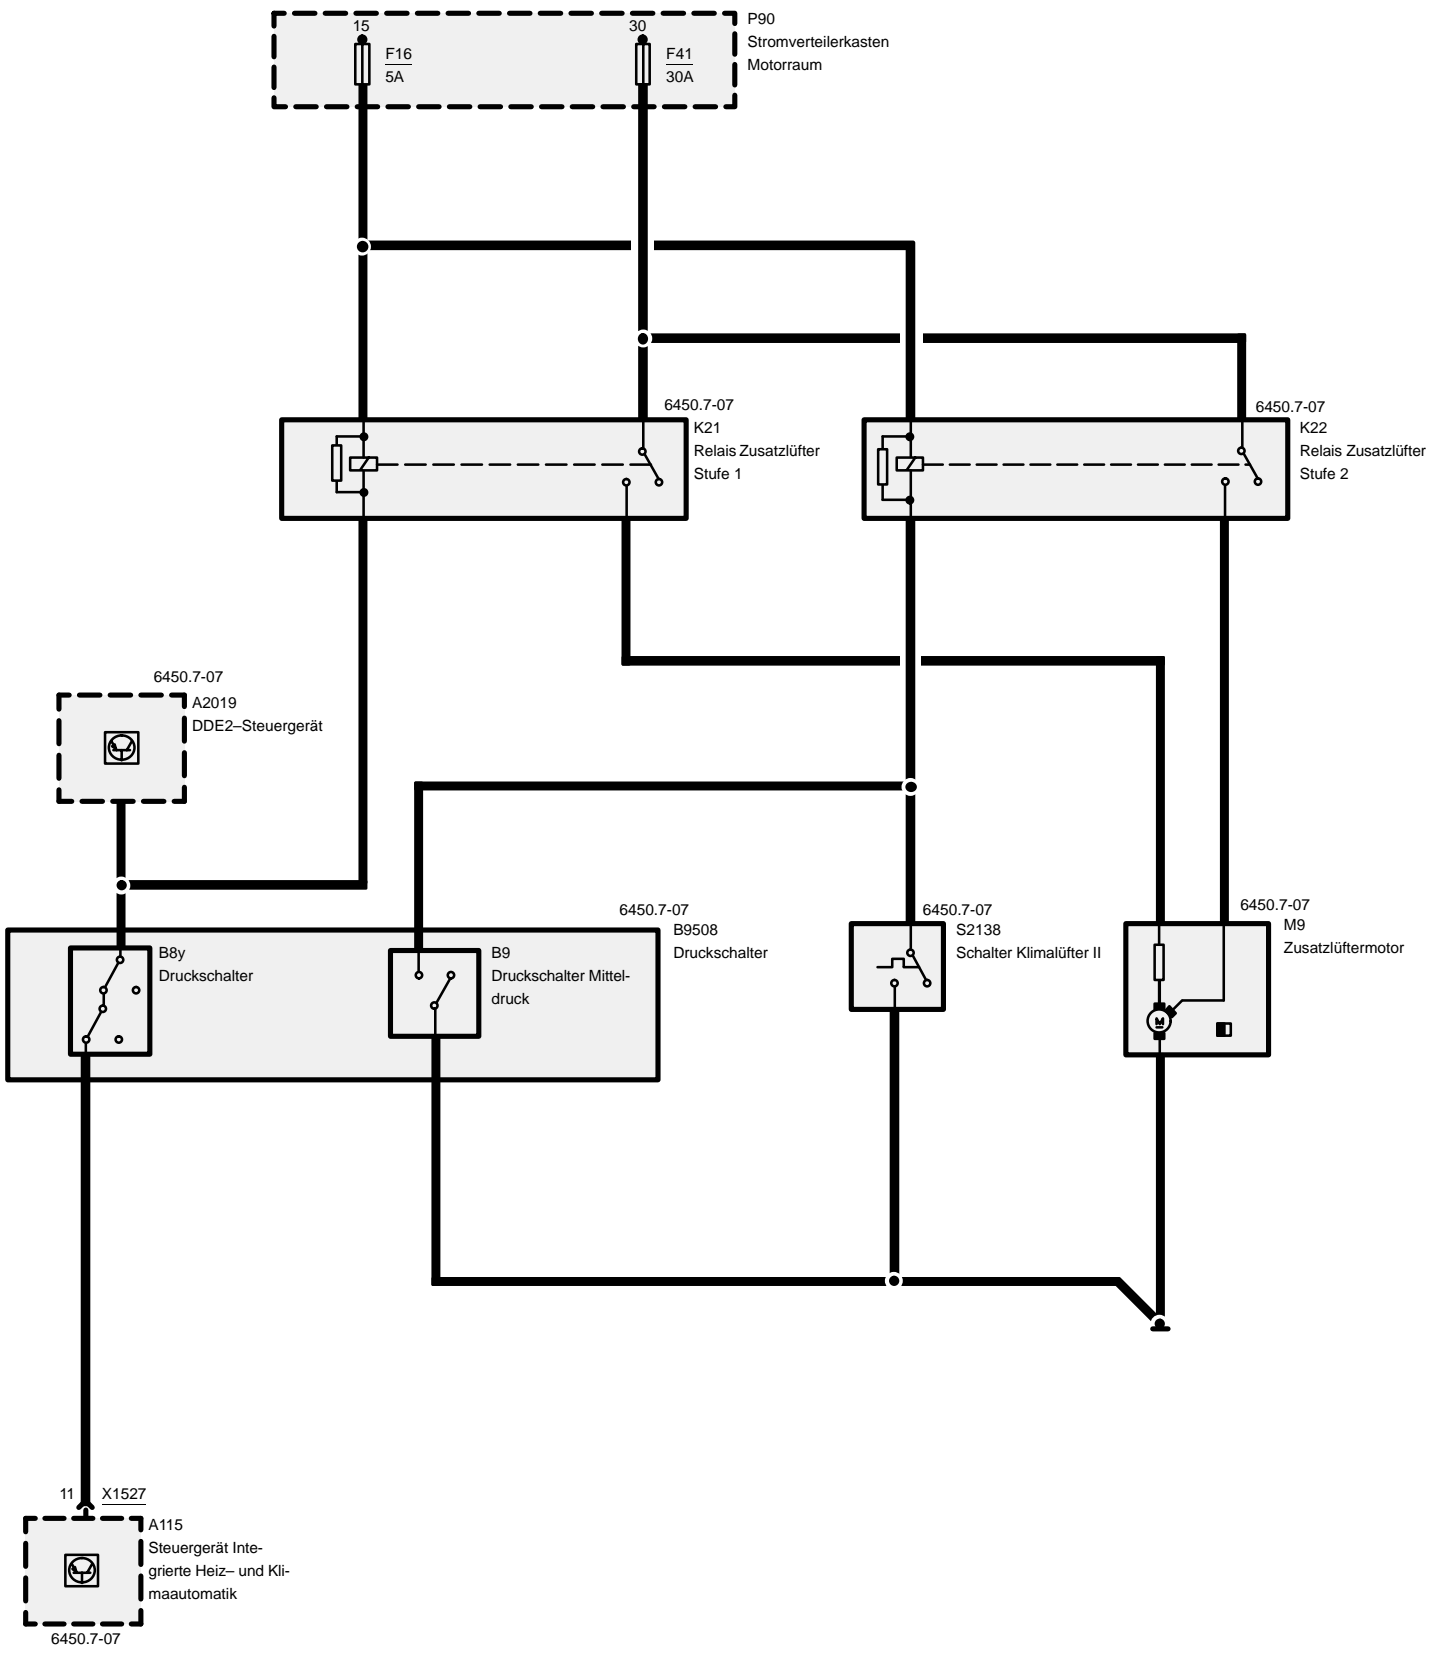 15
F16
5A
30
F41
30A
P90
Stromverteilerkasten
Motorraum
6450.7-07
K21
Relais Zusatzlüfter
Stufe 1
6450.7-07
K22
Relais Zusatzlüfter
Stufe 2
6450.7-07
A2019
DDE2–Steuergerät
6450.7-07
B9508
Druckschalter
B8y
Druckschalter
B9
Druckschalter Mittel-
druck
6450.7-07
S2138
Schalter Klimalüfter II
6450.7-07
M9
Zusatzlüftermotor
M
11
X1527
A115
Steuergerät Inte-
grierte Heiz– und Kli-
maautomatik
6450.7-07